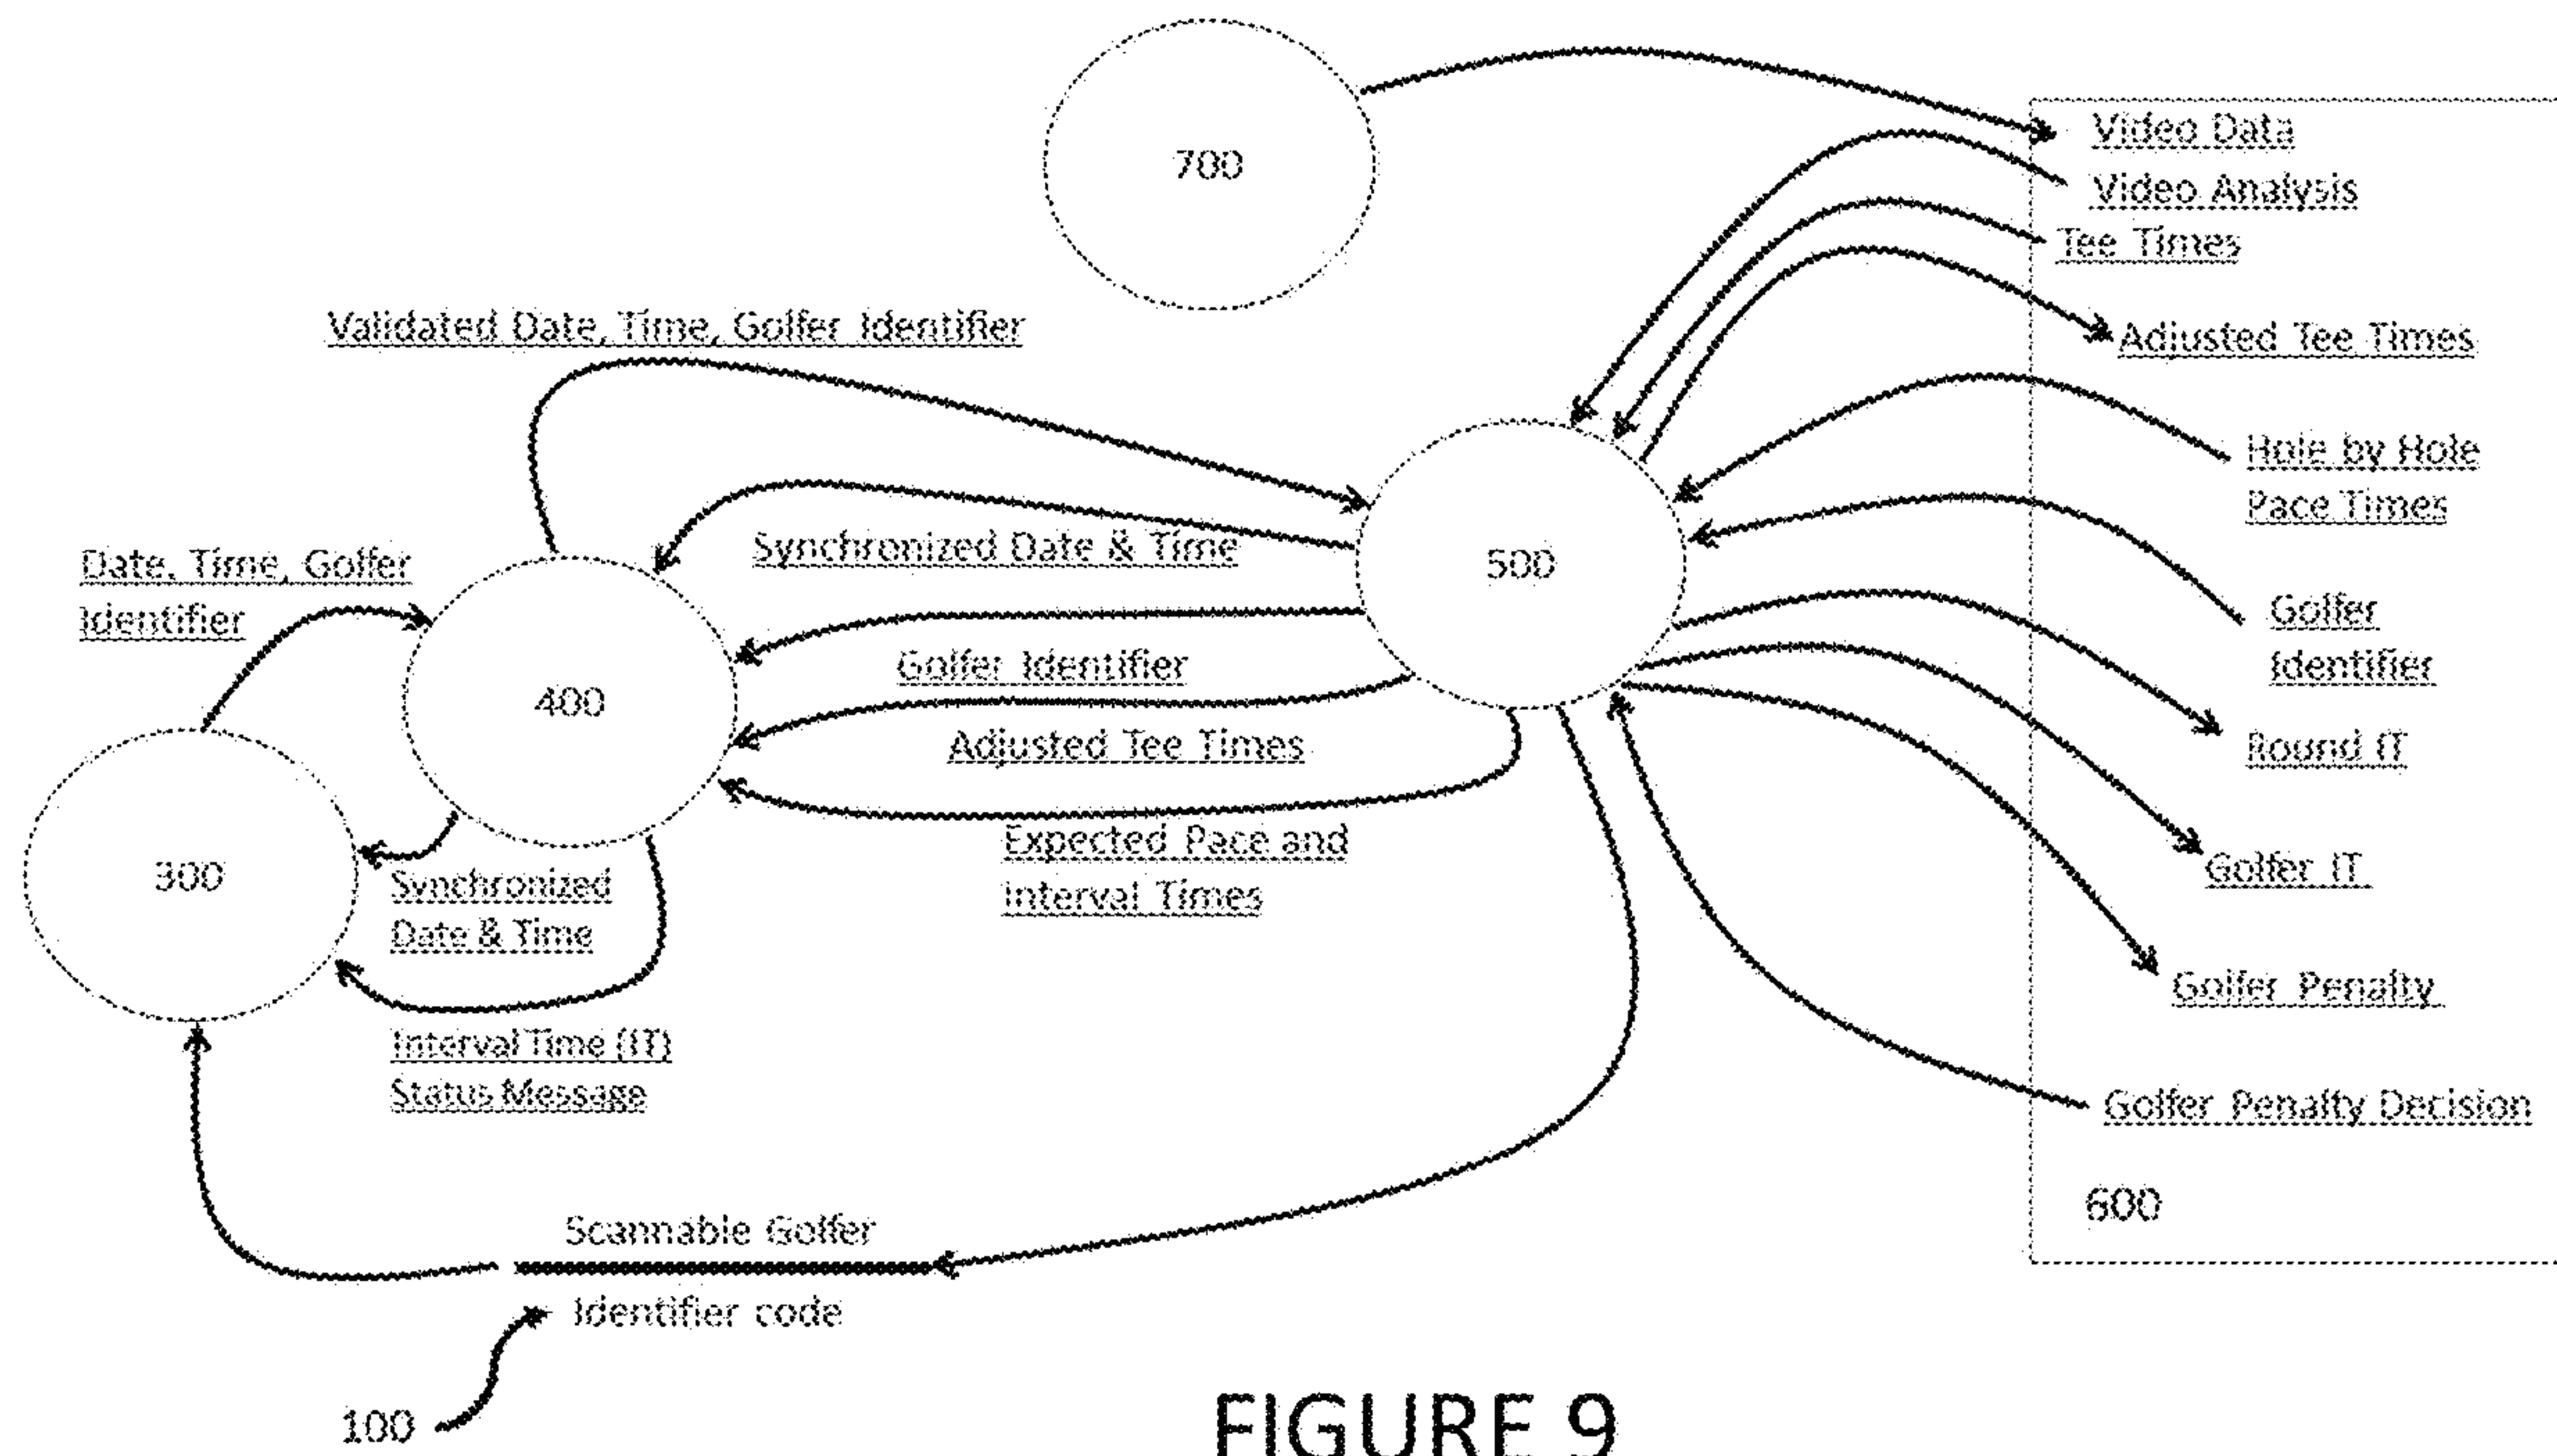 700
Video Data
Video Analysis
Tee Times
Adjusted Tee Times
Validated Date, Time, Golfer Identifier
Hole by Hole
Pace Times
Synchronized Date & Time
500
Date, Time, Golfer
Identifier
Golfer
Identifier
Golfer Identifier
400
Adjusted Tee Times
Round IT
Expected Pace and
Interval Times
Golfer IT
300
Synchronized
Date & Time
Golfer Penalty
Interval Time (IT)
Status Message
Golfer Penalty Decision
600
Scannable Golfer
Identifier code
100
FIGURE 9